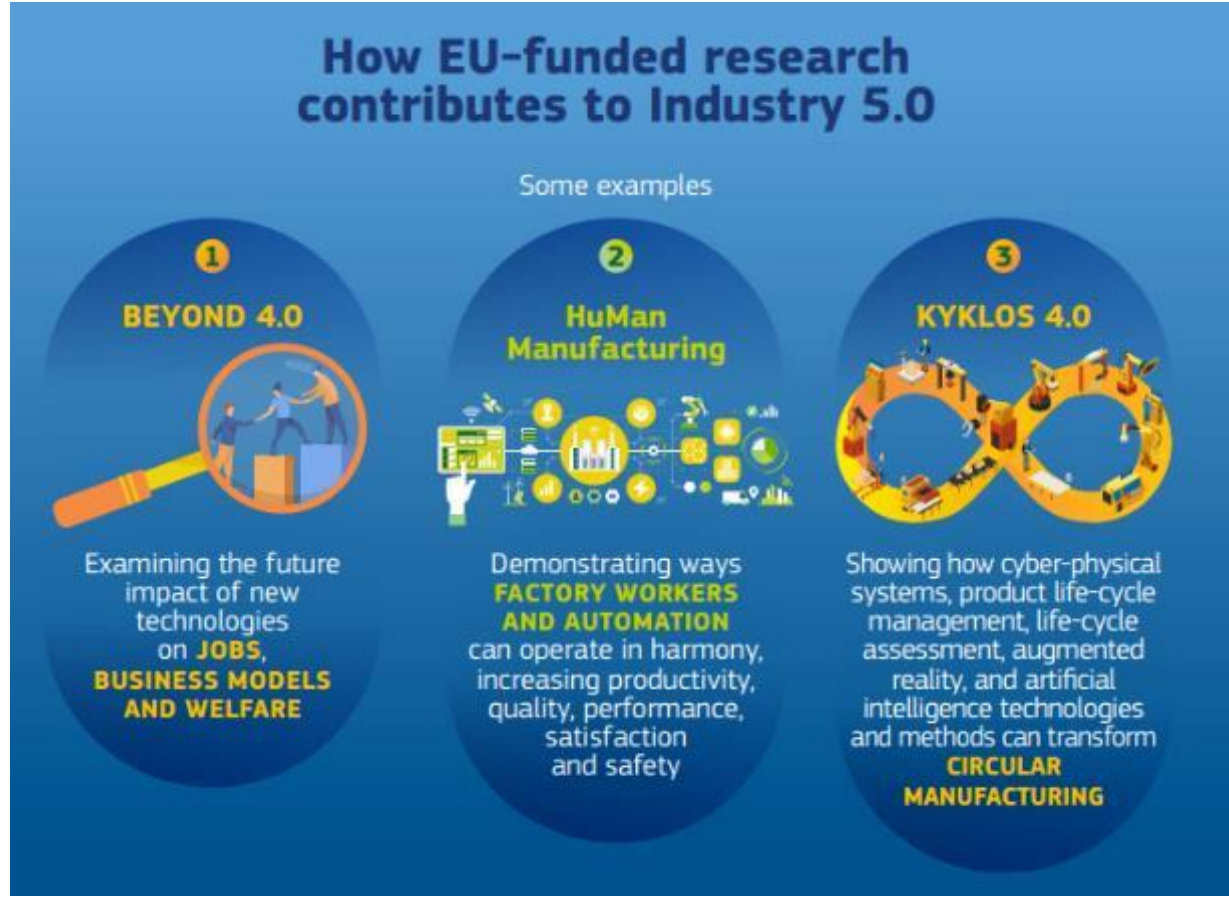 How EU-funded research
contributes to Industry 5.0
Some examples
1
BEYOND 4.0
Examining the future
impact of new
technologies
on JOBS,
BUSINESS MODELS
AND WELFARE
2
HuMan
Manufacturing
Demonstrating ways
FACTORY WORKERS
AND AUTOMATION
can operate in harmony,
increasing productivity,
quality, performance,
satisfaction
and safety
3
KYKLOS 4.0
Showing how cyber-physical
systems, product life-cycle
management, life-cycle
assessment, augmented
reality, and artificial
intelligence technologies
and methods can transform
CIRCULAR
MANUFACTURING